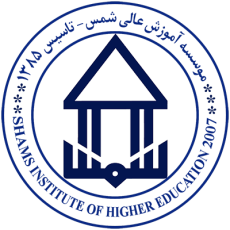 موسسه آموزش عالی شمس - تاسیس ۱۳۸۵
SHAMS INSTITUTE OF HIGHER EDUCATION 2007